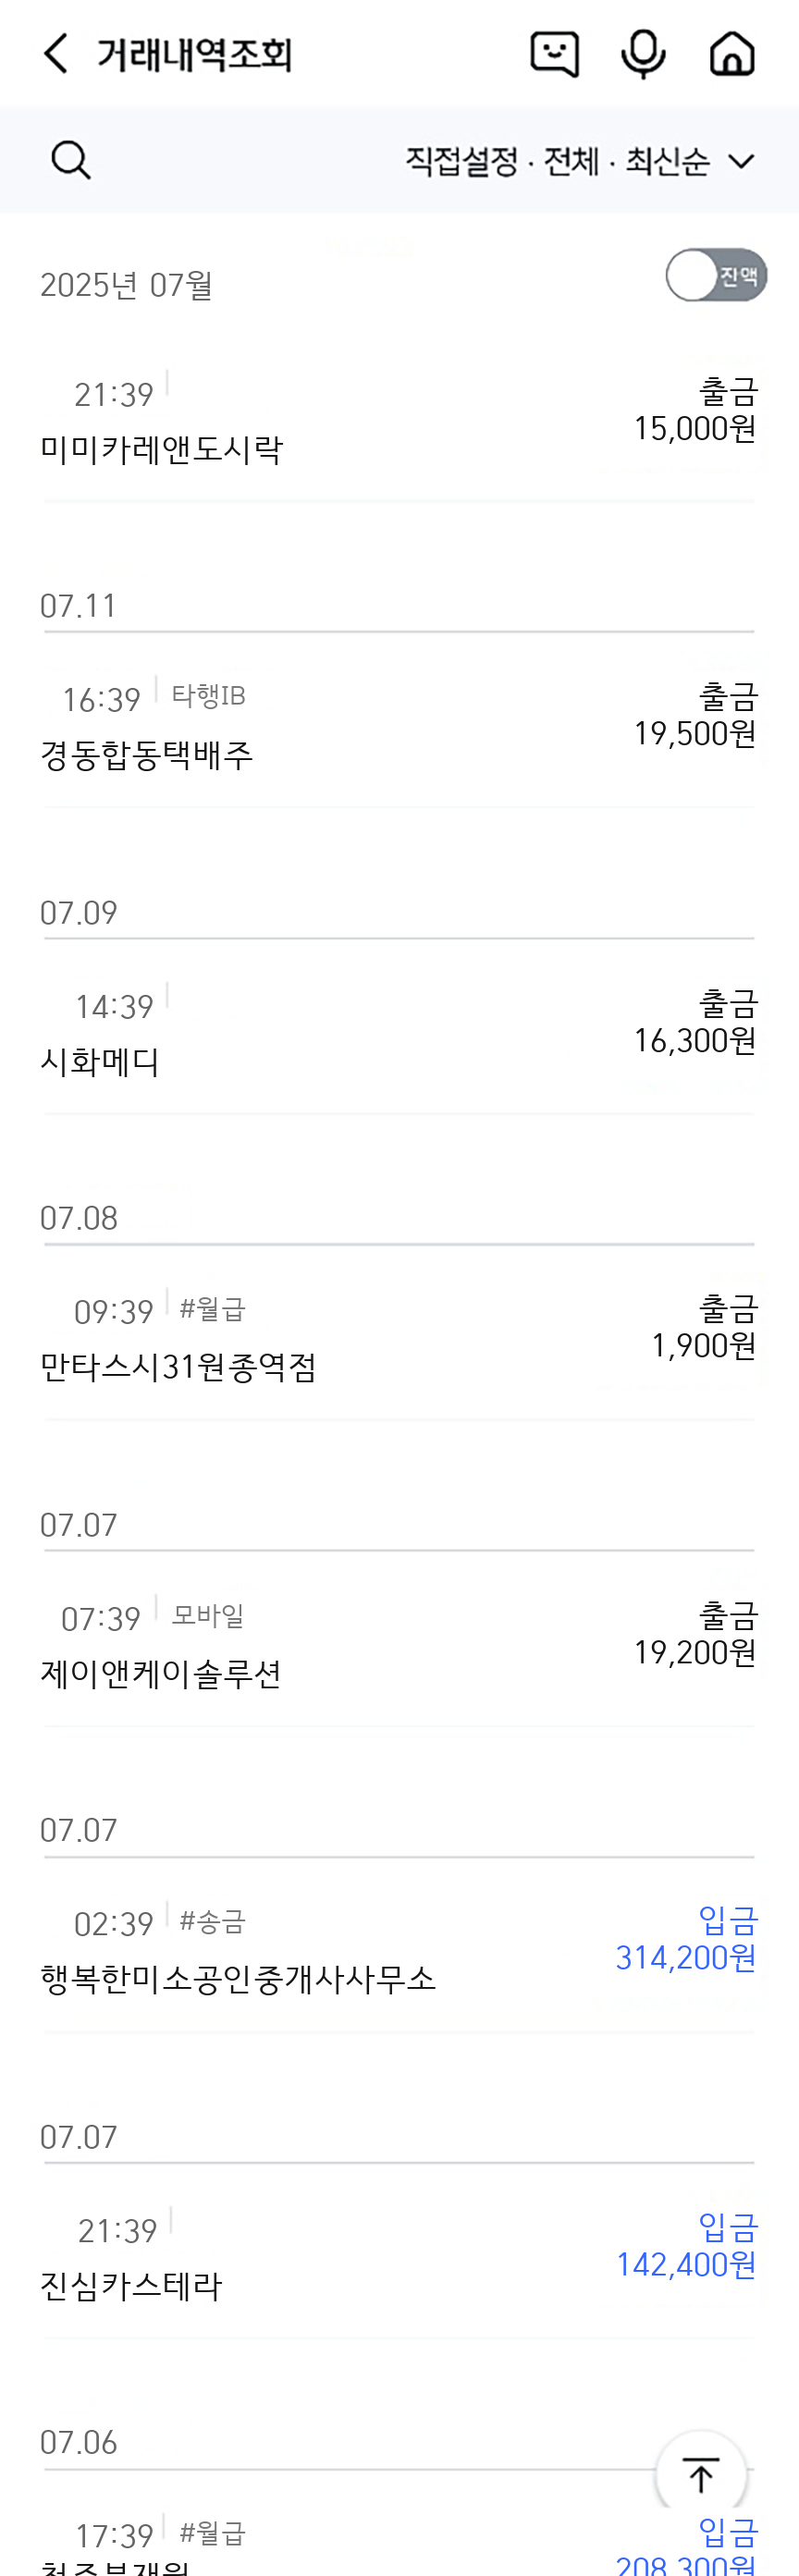 거래내역조회
직접설정 · 전체 · 최신순
2025년 07월
잔액
21:39
출금
15,000원
미미카레앤도시락
07.11
16:39 타행IB
출금
19,500원
경동합동택배주
07.09
14:39
출금
16,300원
시화메디
07.08
09:39 #월급
출금
1,900원
만타스시31원종역점
07.07
07:39 모바일
출금
19,200원
제이앤케이솔루션
07.07
02:39 #송금
입금
314,200원
행복한미소공인중개사사무소
07.07
21:39
입금
142,400원
진심카스테라
07.06
17:39 #월급
입금
208,300원